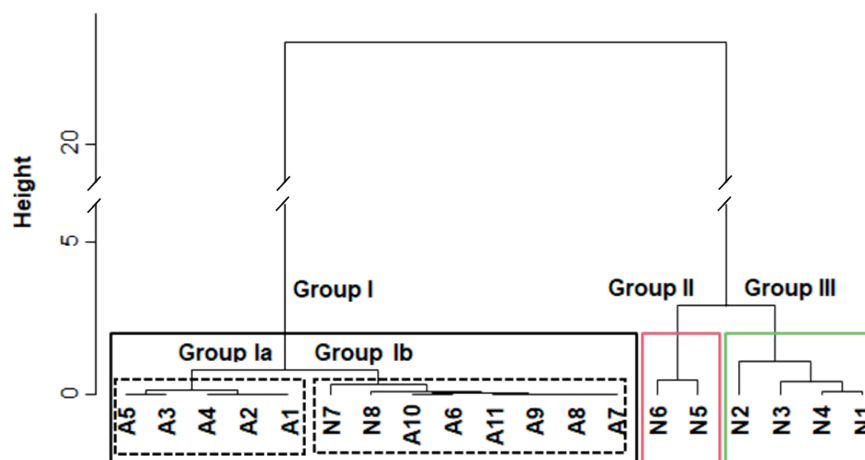 Height
20
5
0
Group I
Group II
Group III
Group Ia
Group Ib
A5 A3 A4 A2 A1 N7 N8 A10 A6 A11 A9 A8 A7 N6 N5 N2 N3 N4 N1